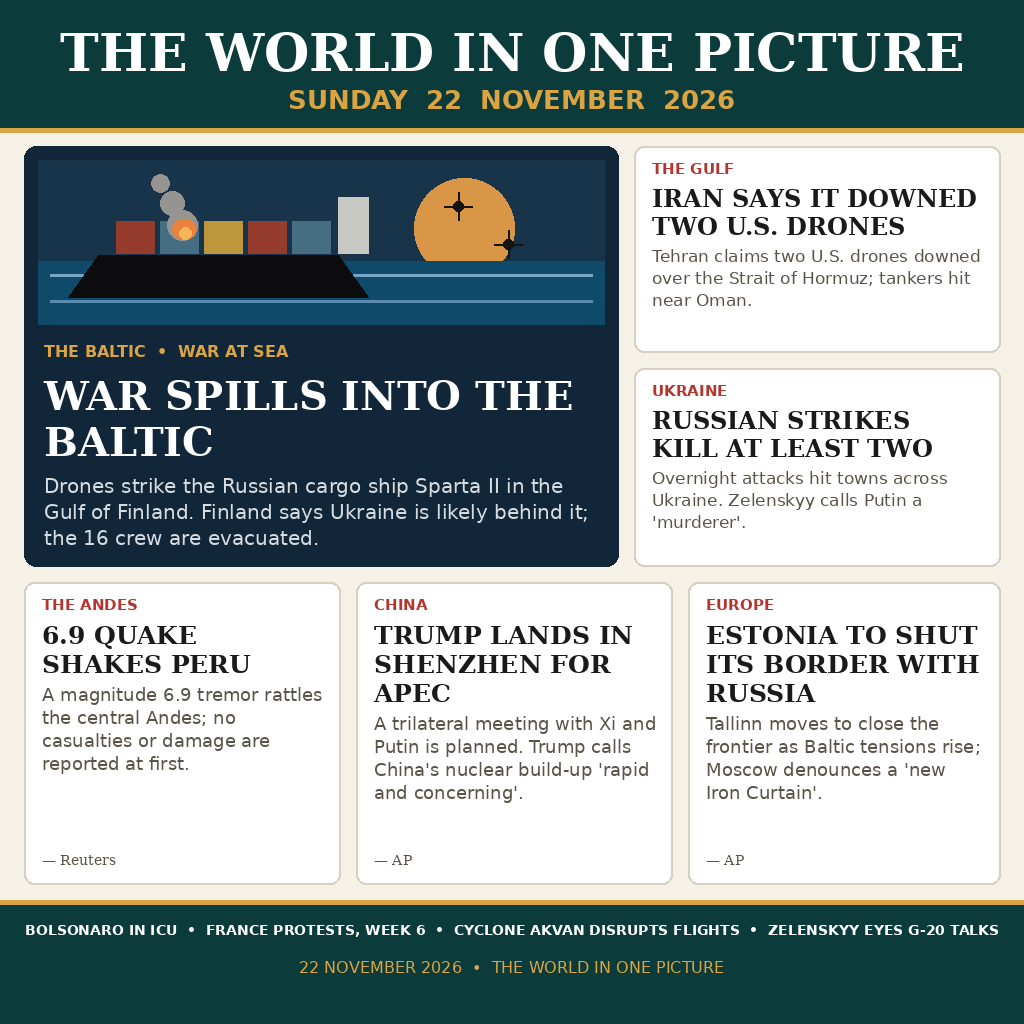 THE WORLD IN ONE PICTURE
SUNDAY 22 NOVEMBER 2026
THE BALTIC • WAR AT SEA
WAR SPILLS INTO THE
BALTIC
Drones strike the Russian cargo ship Sparta II in the
Gulf of Finland. Finland says Ukraine is likely behind it;
the 16 crew are evacuated.
THE GULF
IRAN SAYS IT DOWNED
TWO U.S. DRONES
Tehran claims two U.S. drones downed
over the Strait of Hormuz; tankers hit
near Oman.
UKRAINE
RUSSIAN STRIKES
KILL AT LEAST TWO
Overnight attacks hit towns across
Ukraine. Zelenskyy calls Putin a
'murderer'.
THE ANDES
6.9 QUAKE
SHAKES PERU
A magnitude 6.9 tremor rattles
the central Andes; no
casualties or damage are
reported at first.
— Reuters
CHINA
TRUMP LANDS IN
SHENZHEN FOR
APEC
A trilateral meeting with Xi and
Putin is planned. Trump calls
China's nuclear build-up 'rapid
and concerning'.
— AP
EUROPE
ESTONIA TO SHUT
ITS BORDER WITH
RUSSIA
Tallinn moves to close the
frontier as Baltic tensions rise;
Moscow denounces a 'new
Iron Curtain'.
— AP
BOLSONARO IN ICU • FRANCE PROTESTS, WEEK 6 • CYCLONE AKVAN DISRUPTS FLIGHTS • ZELENSKYY EYES G-20 TALKS
22 NOVEMBER 2026 • THE WORLD IN ONE PICTURE